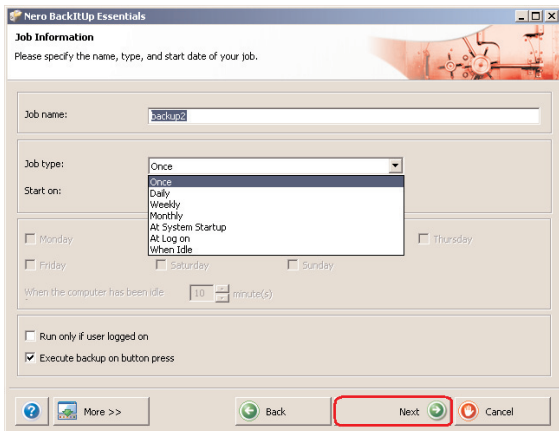 Nero BackItUp Essentials
Job Information
Please specify the name, type, and start date of your job.
Job name: backup2
Job type: Once
Once
Start on:
Daily
Weekly
Monthly
At System Startup
At Log on
When Idle
Monday Thursday
Friday Saturday Sunday
When the computer has been idle 10 minute(s)
Run only if user logged on
Execute backup on button press
? More >> Back Next Cancel